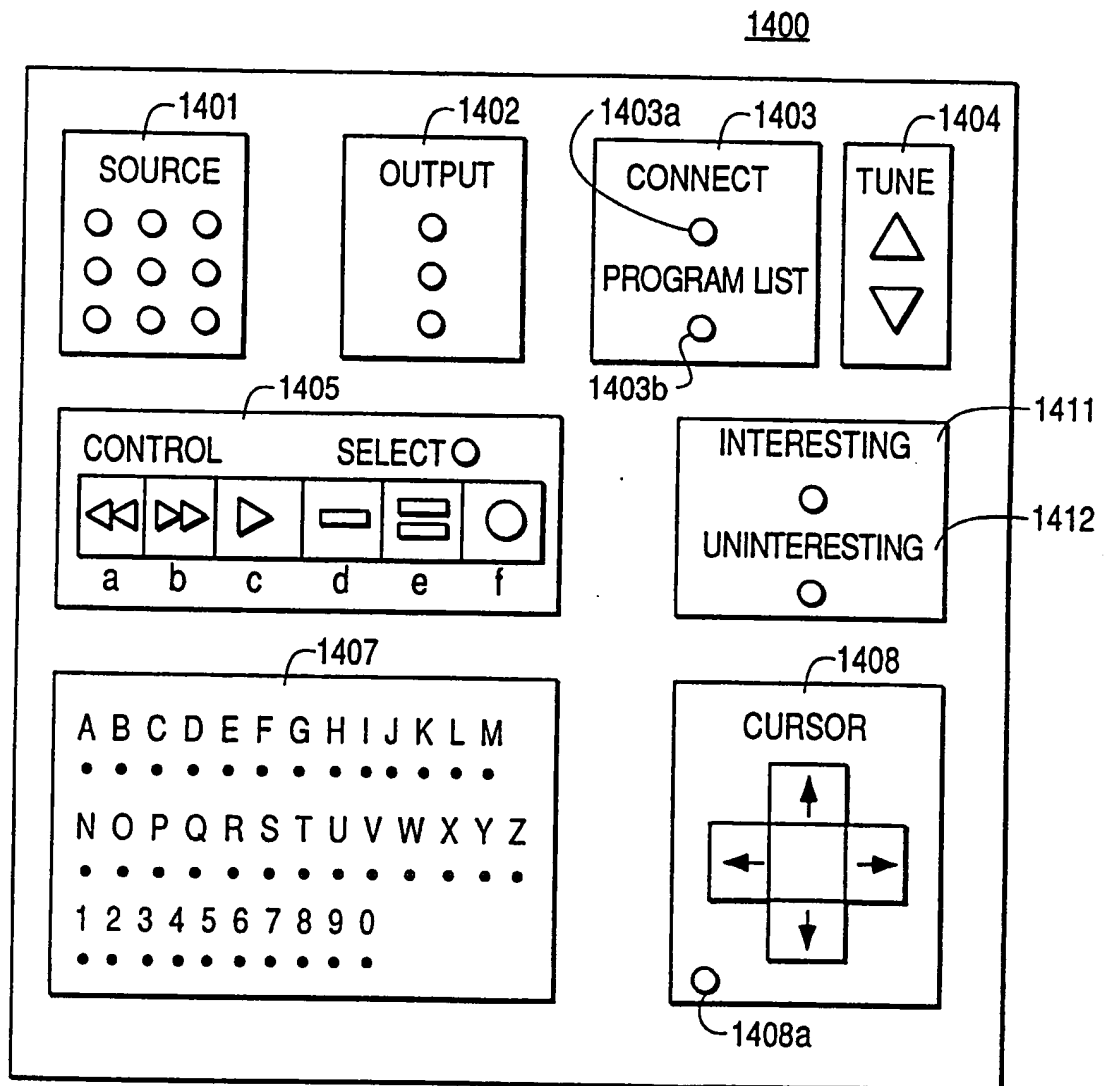 1400
1401
1402
1403a
1403
1404
SOURCE
OUTPUT
CONNECT
TUNE
PROGRAM LIST
1403b
1405
1411
CONTROL SELECT
INTERESTING
1412
UNINTERESTING
a b c d e f
1407
1408
A B C D E F G H I J K L M
CURSOR
N O P Q R S T U V W X Y Z
1 2 3 4 5 6 7 8 9 0
1408a